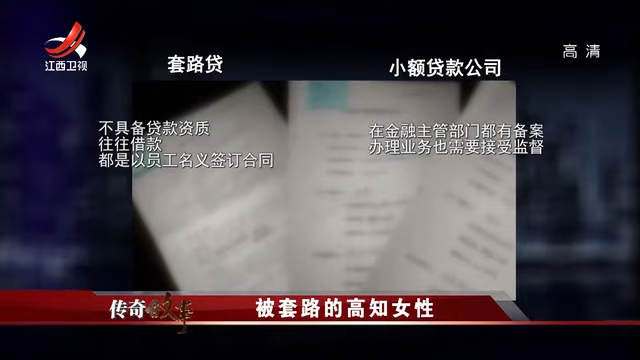 江西卫视
高清
套路贷
小额贷款公司
不具备贷款资质
往往借款
都是以员工名义签订合同
在金融主管部门都有备案
办理业务也需要接受监督
传奇故事
被套路的高知女性